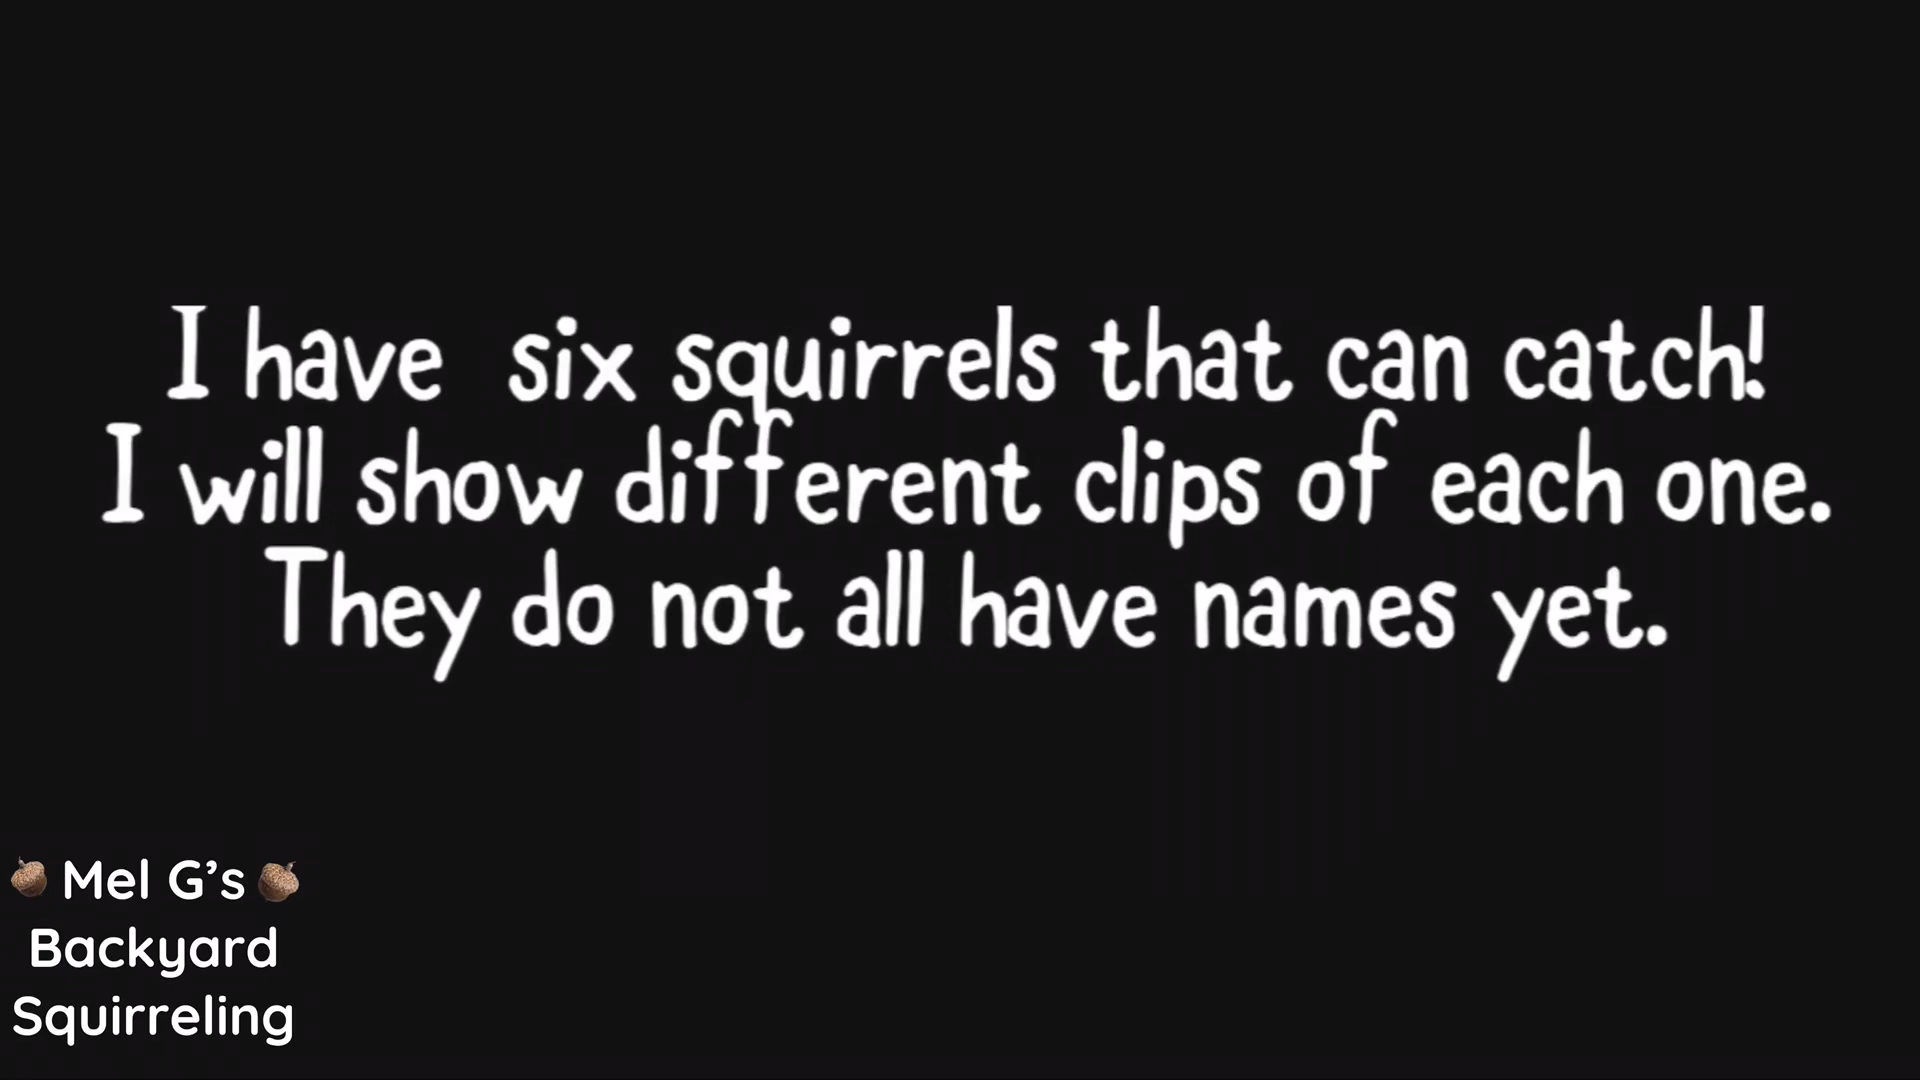 I have  six squirrels that can catch!
I will show different clips of each one.
They do not all have names yet.
Mel G’s
Backyard
Squirreling